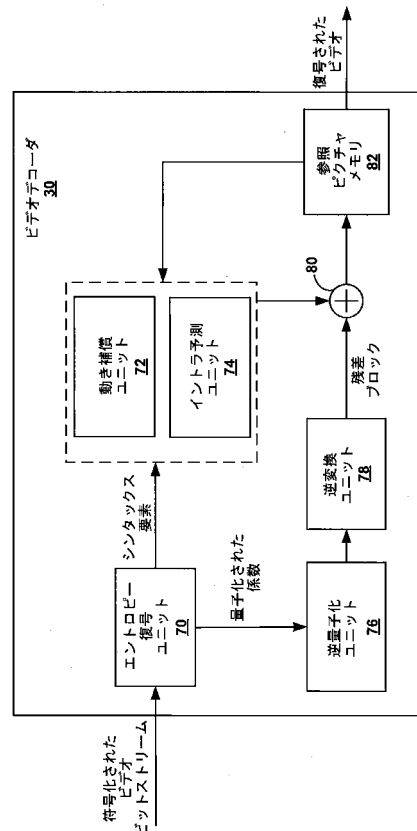 ビデオデコーダ
30
符号化された
ビデオ
ビットストリーム
エントロピー
復号
ユニット
70
シンタックス
要素
動き補償
ユニット
72
イントラ予測
ユニット
74
量子化された
係数
逆量子化
ユニット
76
逆変換
ユニット
78
残差
ブロック
80
参照
ピクチャ
メモリ
82
復号された
ビデオ